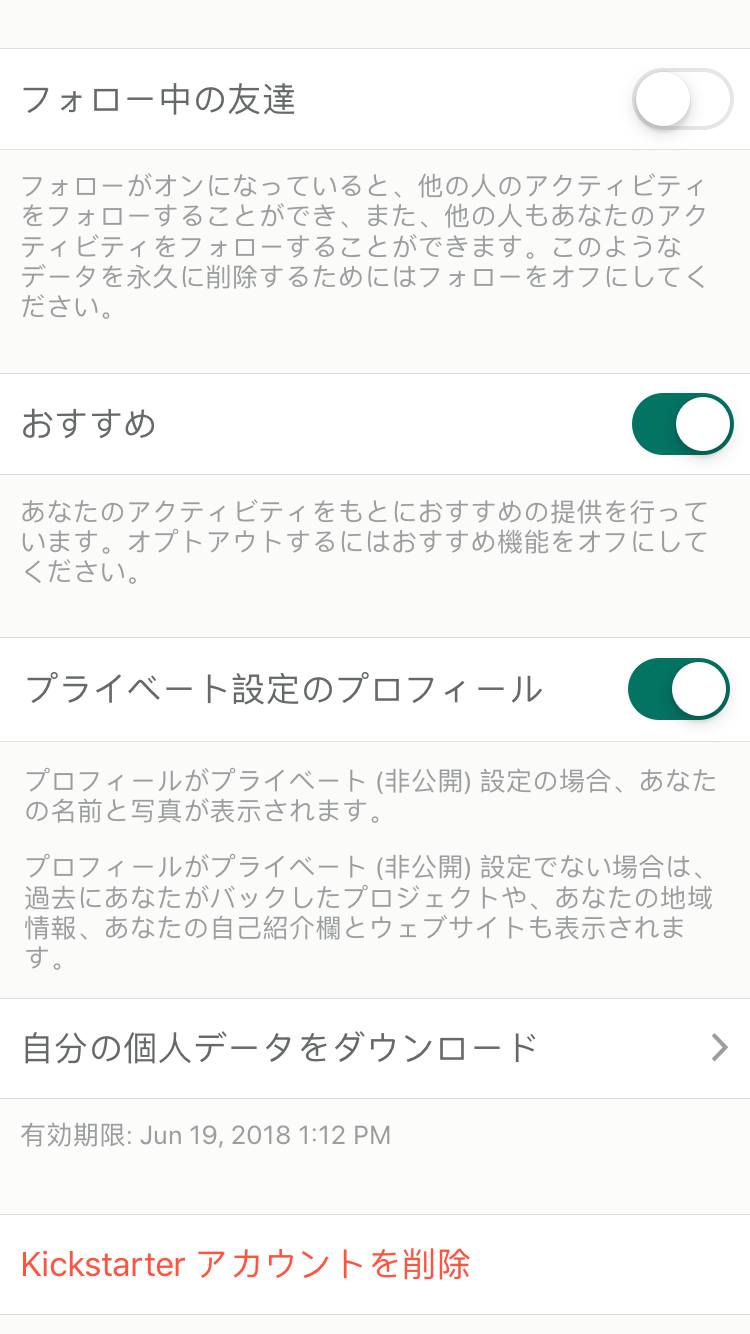 フォロー中の友達
フォローがオンになっていると、他の人のアクティビティ
をフォローすることができ、また、他の人もあなたのアク
ティビティをフォローすることができます。このような
データを永久に削除するためにはフォローをオフにしてく
ださい。
おすすめ
あなたのアクティビティをもとにおすすめの提供を行って
います。オプトアウトするにはおすすめ機能をオフにして
ください。
プライベート設定のプロフィール
プロフィールがプライベート (非公開) 設定の場合、あなた
の名前と写真が表示されます。
プロフィールがプライベート (非公開) 設定でない場合は、
過去にあなたがバックしたプロジェクトや、あなたの地域
情報、あなたの自己紹介欄とウェブサイトも表示されま
す。
自分の個人データをダウンロード
有効期限: Jun 19, 2018 1:12 PM
Kickstarter アカウントを削除